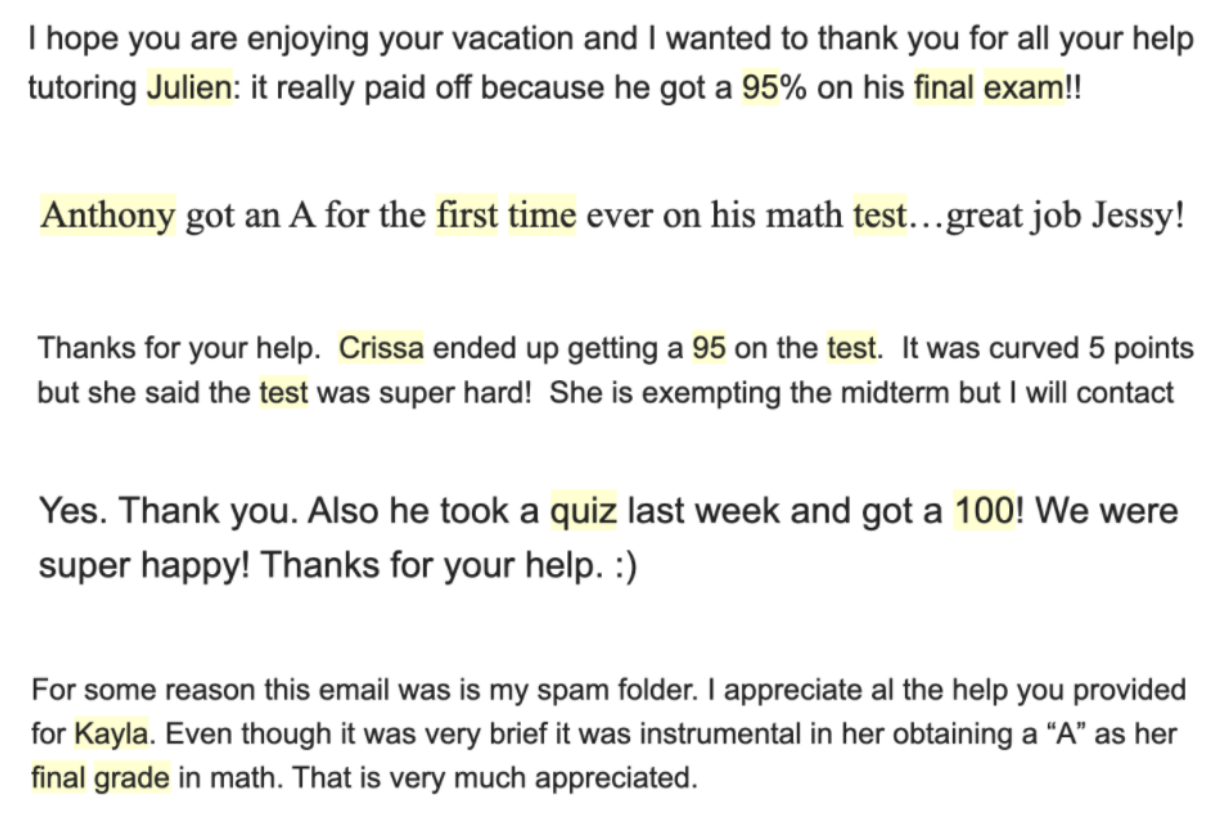 I hope you are enjoying your vacation and I wanted to thank you for all your help
tutoring Julien: it really paid off because he got a 95% on his final exam!!
Anthony got an A for the first time ever on his math test...great job Jessy!
Thanks for your help.  Crissa ended up getting a 95 on the test.  It was curved 5 points
but she said the test was super hard!  She is exempting the midterm but I will contact
Yes. Thank you. Also he took a quiz last week and got a 100! We were
super happy! Thanks for your help. :)
For some reason this email was is my spam folder. I appreciate al the help you provided
for Kayla. Even though it was very brief it was instrumental in her obtaining a “A” as her
final grade in math. That is very much appreciated.